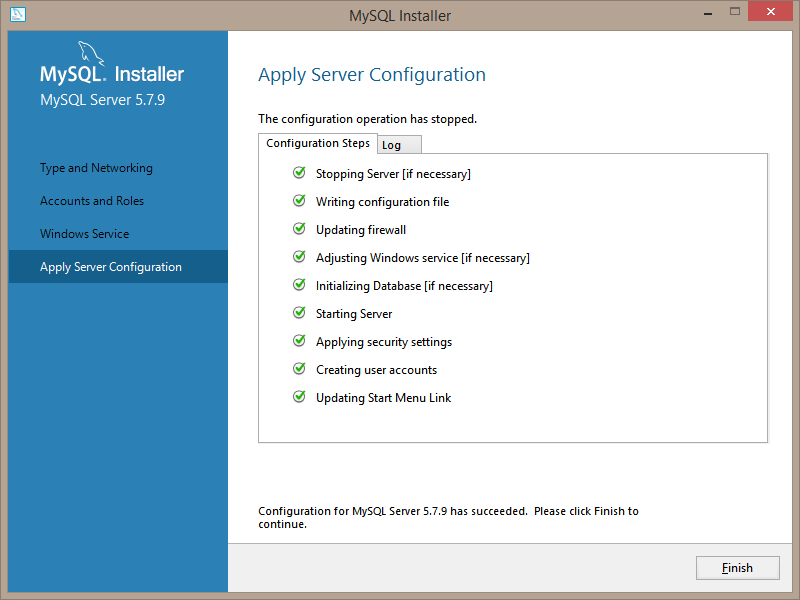 MySQL Installer
MySQL. Installer
MySQL Server 5.7.9
Type and Networking
Accounts and Roles
Windows Service
Apply Server Configuration
Apply Server Configuration
The configuration operation has stopped.
Configuration Steps Log
Stopping Server [if necessary]
Writing configuration file
Updating firewall
Adjusting Windows service [if necessary]
Initializing Database [if necessary]
Starting Server
Applying security settings
Creating user accounts
Updating Start Menu Link
Configuration for MySQL Server 5.7.9 has succeeded. Please click Finish to
continue.
Finish